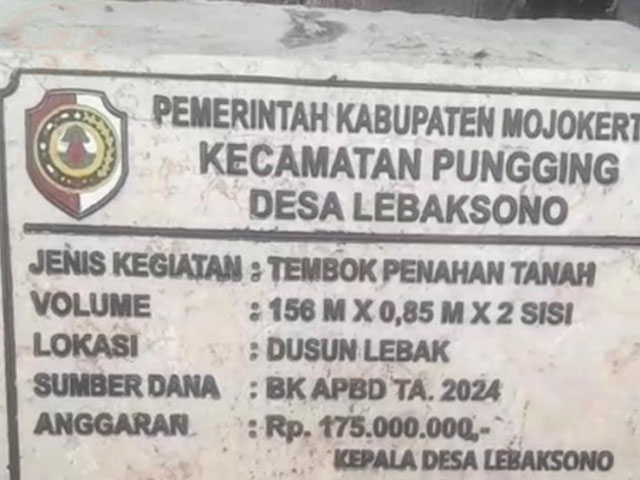 PEMERINTAH KABUPATEN MOJOKERT
KECAMATAN PUNGGING
DESA LEBAKSONO
JENIS KEGIATAN : TEMBOK PENAHAN TANAH
VOLUME : 156 M X 0,85 M X 2 SISI
LOKASI : DUSUN LEBAK
SUMBER DANA : BK APBD TA. 2024
ANGGARAN : Rp. 175.000.000,-
KEPALA DESA LEBAKSONO